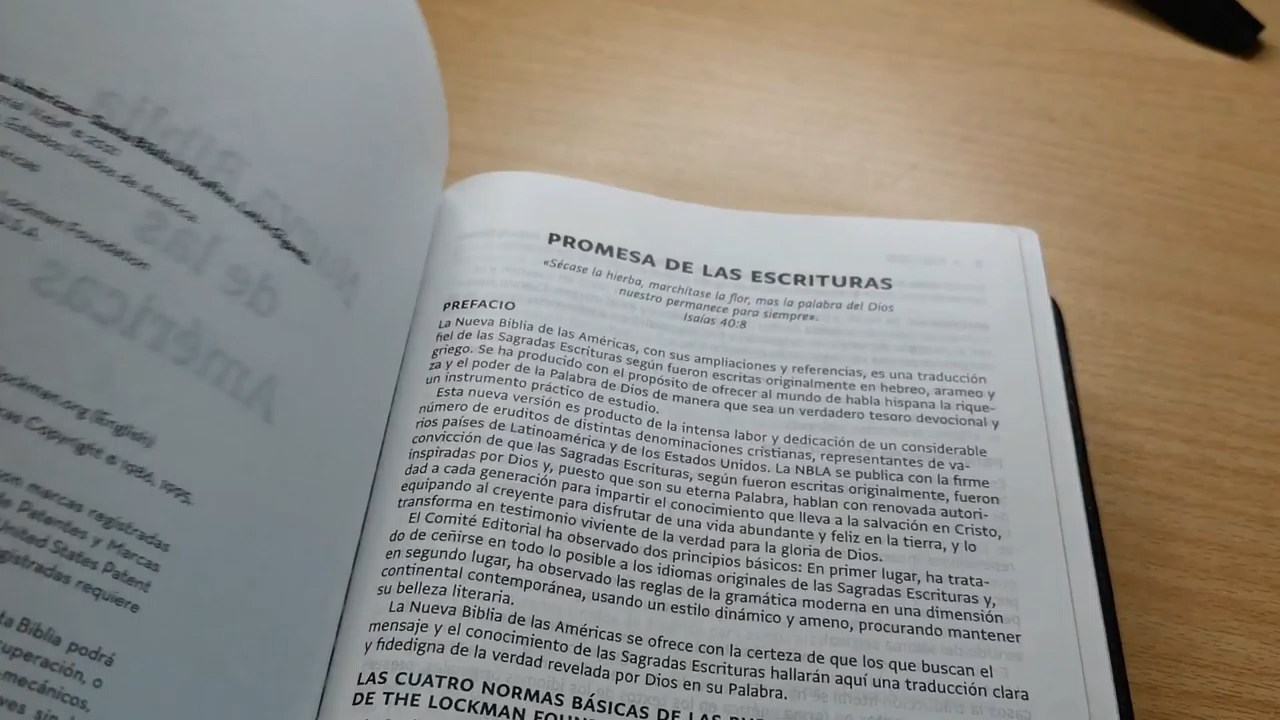 de las
Américas
Lockman Foundation
Lockman.org (English)
Copyright © 1986, 1995,
son marcas registradas
de Patentes y Marcas
United States Patent
registradas requiere
ta Biblia podrá
cuperación, o
mecánicos,
ves sin
PROMESA DE LAS ESCRITURAS
«Sécase la hierba, marchítase la flor, mas la palabra del Dios
nuestro permanece para siempre».
Isaías 40:8
PREFACIO
La Nueva Biblia de las Américas, con sus ampliaciones y referencias, es una traducción
fiel de las Sagradas Escrituras según fueron escritas originalmente en hebreo, arameo y
griego. Se ha producido con el propósito de ofrecer al mundo de habla hispana la rique-
za y el poder de la Palabra de Dios de manera que sea un verdadero tesoro devocional y
un instrumento práctico de estudio.
Esta nueva versión es producto de la intensa labor y dedicación de un considerable
número de eruditos de distintas denominaciones cristianas, representantes de va-
rios países de Latinoamérica y de los Estados Unidos. La NBLA se publica con la firme
convicción de que las Sagradas Escrituras, según fueron escritas originalmente, fueron
inspiradas por Dios y, puesto que son su eterna Palabra, hablan con renovada autori-
dad a cada generación para impartir el conocimiento que lleva a la salvación en Cristo,
equipando al creyente para disfrutar de una vida abundante y feliz en la tierra, y lo
transforma en testimonio viviente de la verdad para la gloria de Dios.
El Comité Editorial ha observado dos principios básicos: En primer lugar, ha trata-
do de ceñirse en todo lo posible a los idiomas originales de las Sagradas Escrituras y,
en segundo lugar, ha observado las reglas de la gramática moderna en una dimensión
continental contemporánea, usando un estilo dinámico y ameno, procurando mantener
su belleza literaria.
La Nueva Biblia de las Américas se ofrece con la certeza de que los que buscan el
mensaje y el conocimiento de las Sagradas Escrituras hallarán aquí una traducción clara
y fidedigna de la verdad revelada por Dios en su Palabra.
LAS CUATRO NORMAS BÁSICAS DE LAS
DE THE LOCKMAN